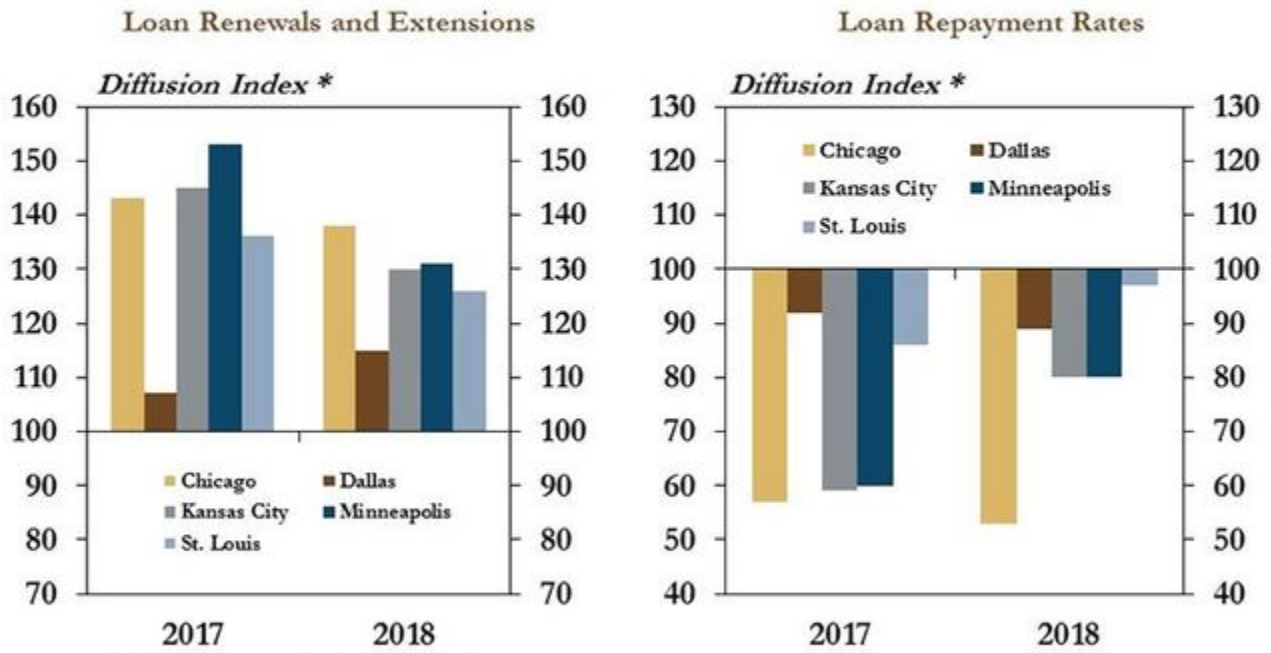 Loan Renewals and Extensions
Diffusion Index *
160 160
150 150
140 140
130 130
120 120
110 110
100 100
90 90
80 80
70 70
Chicago Dallas
Kansas City Minneapolis
St. Louis
2017 2018
Loan Repayment Rates
Diffusion Index *
130 130
120 120
110 110
100 100
90 90
80 80
70 70
60 60
50 50
40 40
Chicago Dallas
Kansas City Minneapolis
St. Louis
2017 2018